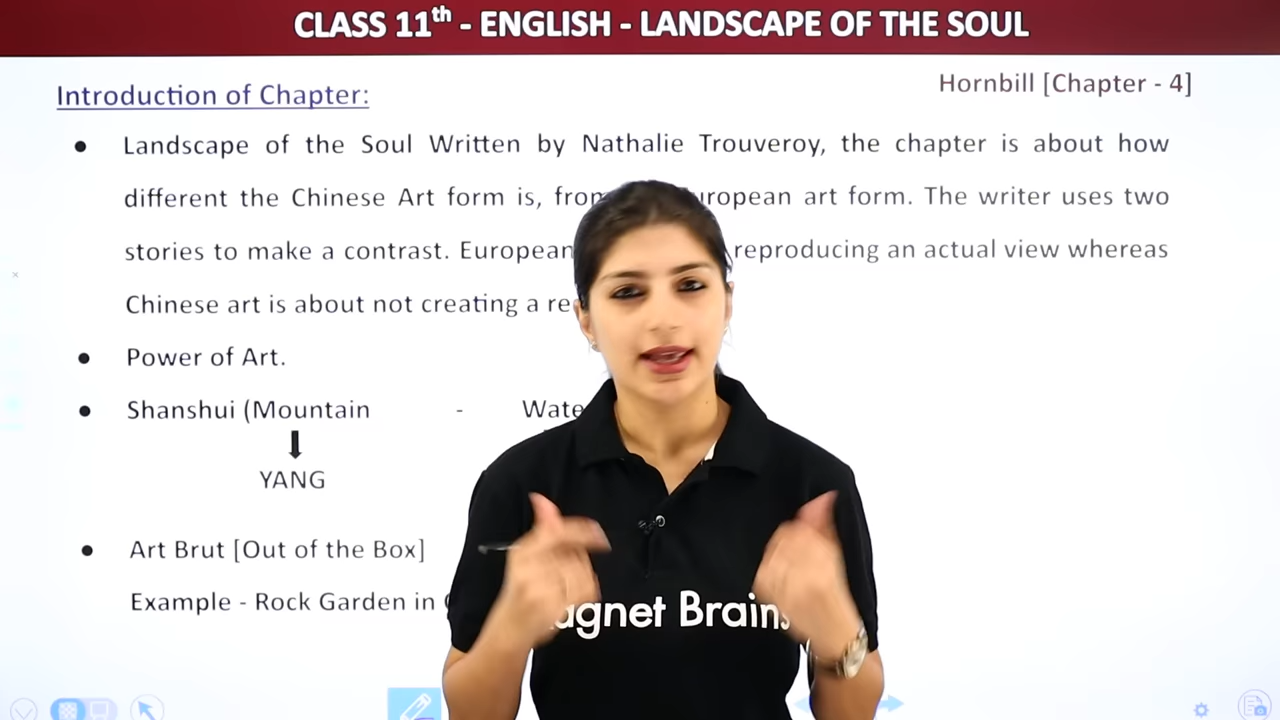 CLASS 11th - ENGLISH - LANDSCAPE OF THE SOUL
Introduction of Chapter:
Hornbill [Chapter - 4]
● Landscape of the Soul Written by Nathalie Trouveroy, the chapter is about how
different the Chinese Art form is, from uropean art form. The writer uses two
stories to make a contrast. European reproducing an actual view whereas
Chinese art is about not creating a re
● Power of Art.
● Shanshui (Mountain - Wate
YANG
● Art Brut [Out of the Box]
Example - Rock Garden in
agnet Brains